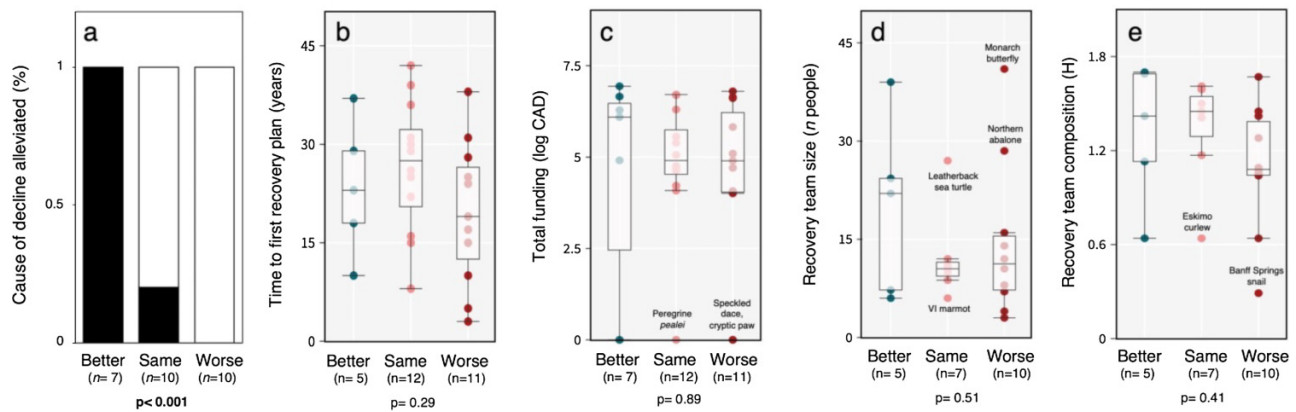 a
Cause of decline alleviated (%)
1
0.5
0
Better Same Worse
(n= 7) (n=10) (n=10)
p< 0.001
b
Time to first recovery plan (years)
45
30
15
0
Better Same Worse
(n= 5) (n=12) (n=11)
p= 0.29
c
Total funding (log CAD)
7.5
5
2.5
0
Peregrine
pealei
Speckled
dace,
cryptic paw
Better Same Worse
(n= 7) (n=12) (n=11)
p= 0.89
d
Recovery team size (n people)
45
30
15
0
Monarch
butterfly
Northern
abalone
Leatherback
sea turtle
VI marmot
Better Same Worse
(n= 5) (n=7) (n=10)
p= 0.51
e
Recovery team composition (H)
1.8
1.2
0.6
0
Eskimo
curlew
Banff Springs
snail
Better Same Worse
(n= 5) (n=7) (n=10)
p= 0.41